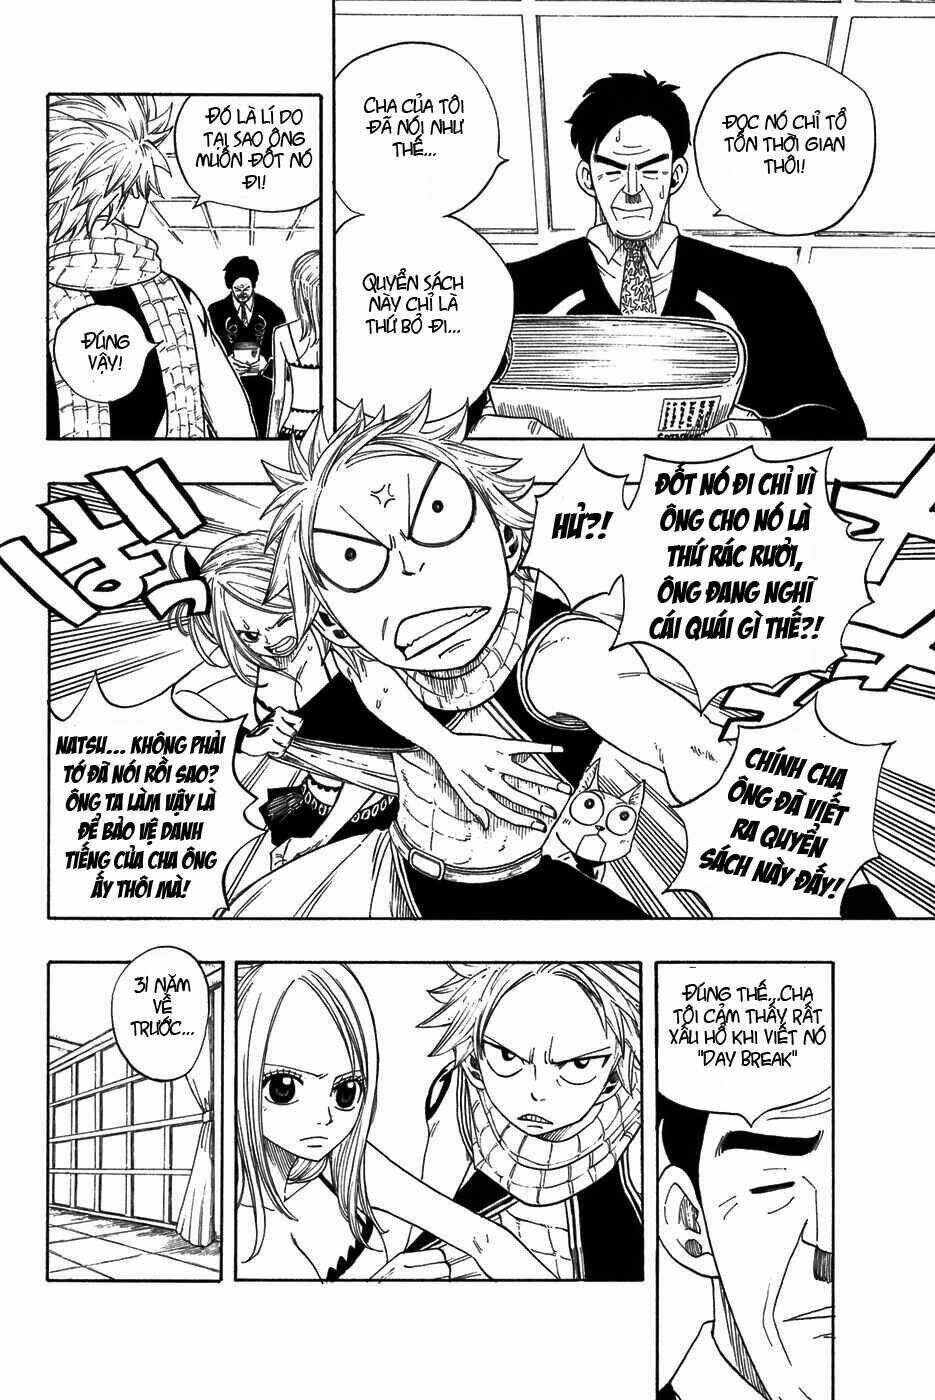 ĐỌC NÓ CHỈ TỔ
TỐN THỜI GIAN
THÔI!
CHA CỦA TÔI
ĐÃ NÓI NHƯ
THẾ...
QUYỂN SÁCH
NÀY CHỈ LÀ
THỨ BỎ ĐI...
ĐÓ LÀ LÍ DO
TẠI SAO ÔNG
MUỐN ĐỐT NÓ
ĐI!
ĐÚNG
VẬY!
ĐỐT NÓ ĐI CHỈ VÌ
ÔNG CHO NÓ LÀ
THỨ RÁC RƯỞI,
ÔNG ĐANG NGHĨ
CÁI QUÁI GÌ THẾ?!
HỬ?!
CHÍNH CHA
ÔNG ĐÃ VIẾT
RA QUYỂN
SÁCH NÀY ĐẤY!
NATSU... KHÔNG PHẢI
TỚ ĐÃ NÓI RỒI SAO?
ÔNG TA LÀM VẬY LÀ
ĐỂ BẢO VỆ DANH
TIẾNG CỦA CHA ÔNG
ẤY THÔI MÀ!
ばっ
ĐÚNG THẾ...CHA
TÔI CẢM THẤY RẤT
XẤU HỔ KHI VIẾT NÓ
"DAY BREAK"
31 NĂM
VỀ
TRƯỚC...